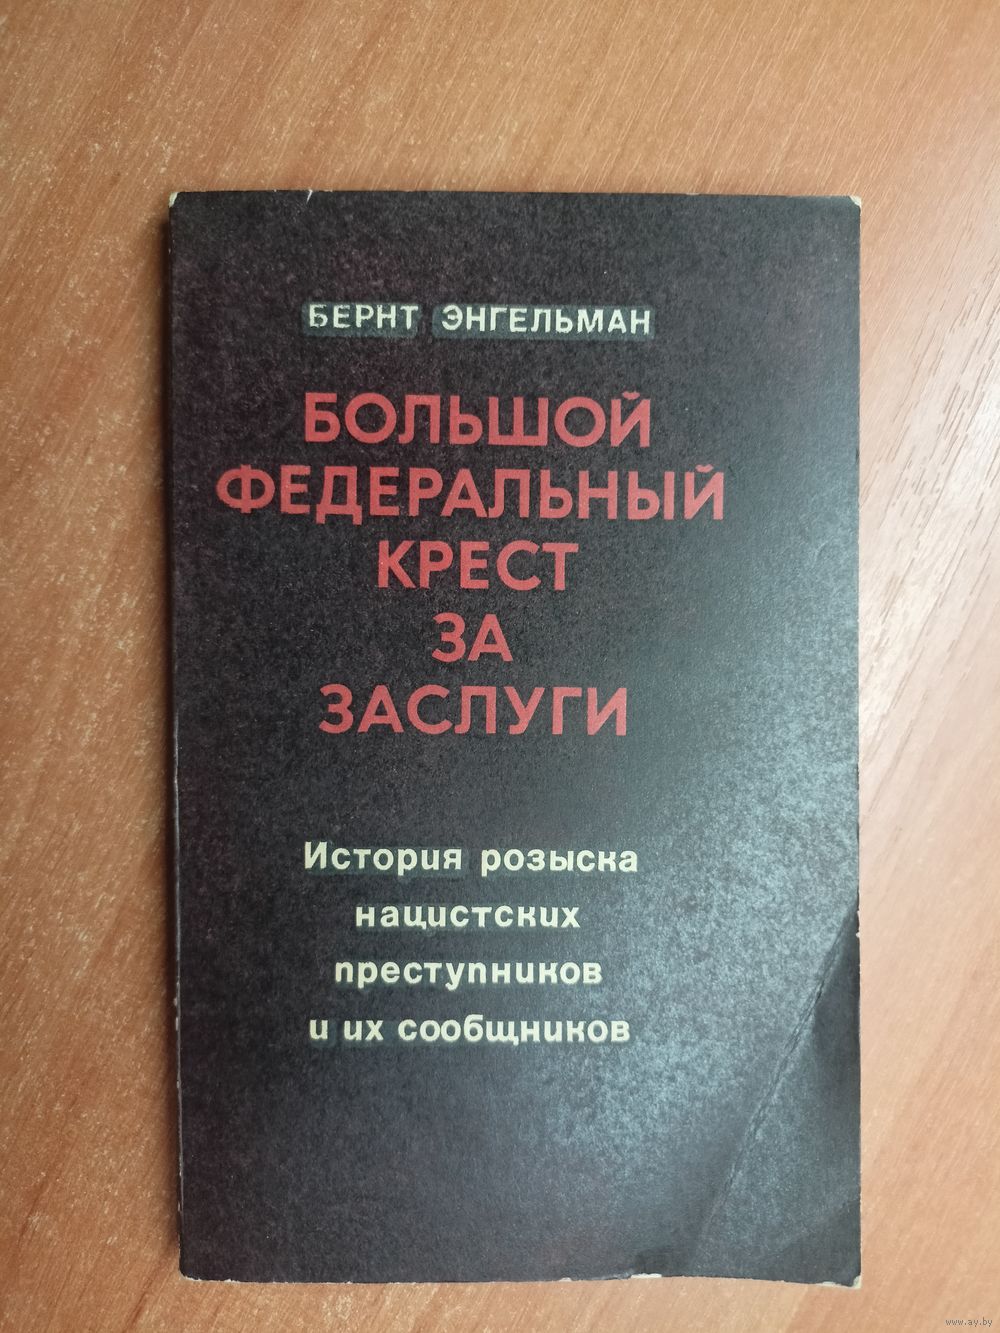 БЕРНТ ЭНГЕЛЬМАН
БОЛЬШОЙ
ФЕДЕРАЛЬНЫЙ
КРЕСТ
ЗА
ЗАСЛУГИ
История розыска
нацистских
преступников
и их сообщников
www.ay.by